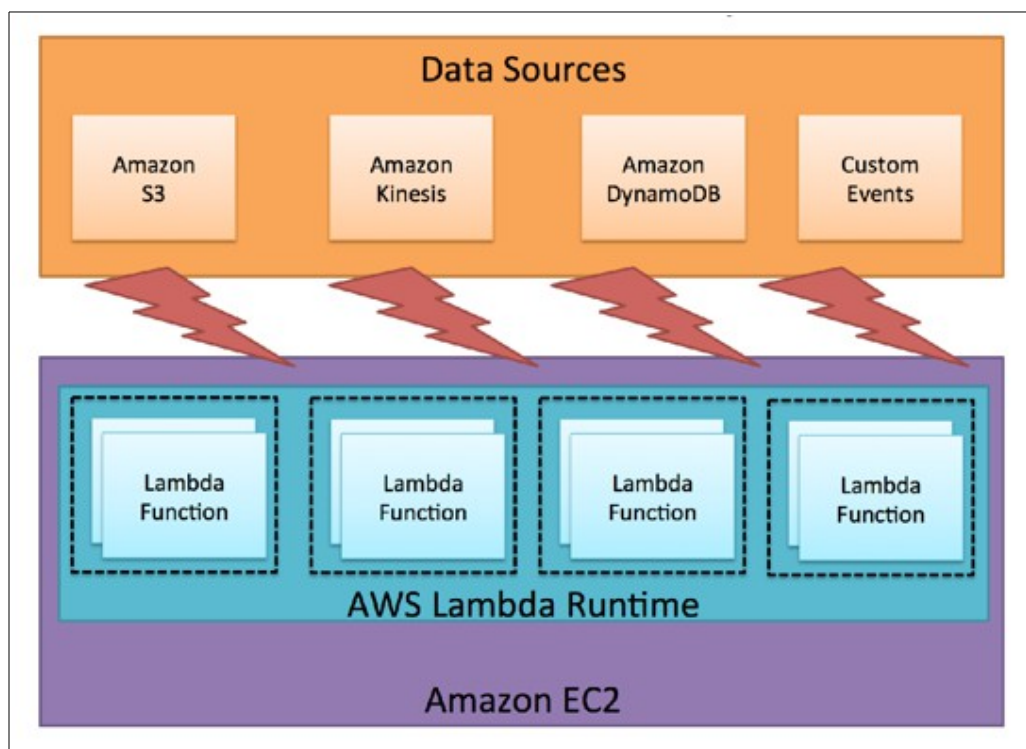 Data Sources
Amazon
S3
Amazon
Kinesis
Amazon
DynamoDB
Custom
Events
Lambda
Function
Lambda
Function
Lambda
Function
Lambda
Function
AWS Lambda Runtime
Amazon EC2